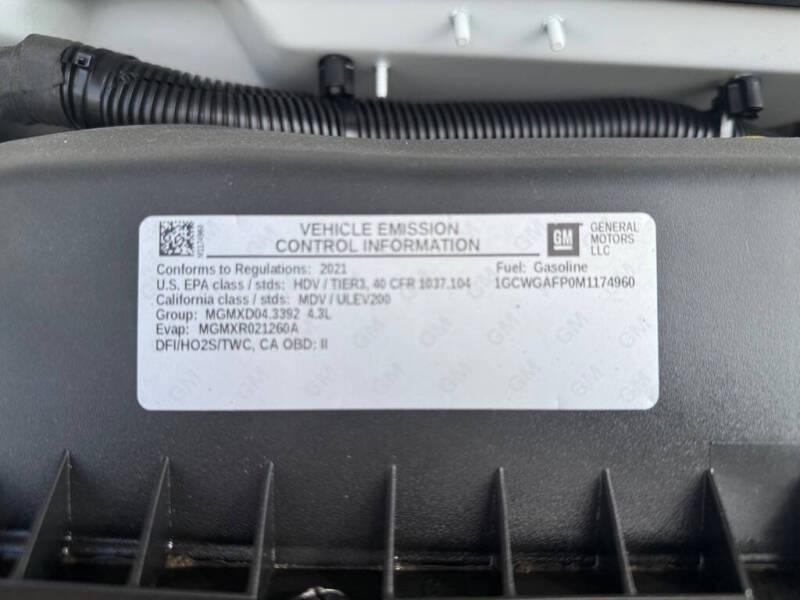 VEHICLE EMISSION
CONTROL INFORMATION
GM
GENERAL
MOTORS
LLC
M1174960
Conforms to Regulations: 2021
Fuel: Gasoline
U.S. EPA class / stds: HDV / TIER3, 40 CFR 1037.104
1GCWGAFP0M1174960
California class / stds: MDV / ULEV200
Group: MGMXD04.3392 4.3L
Evap: MGMXR021260A
DFI/HO2S/TWC, CA OBD: II